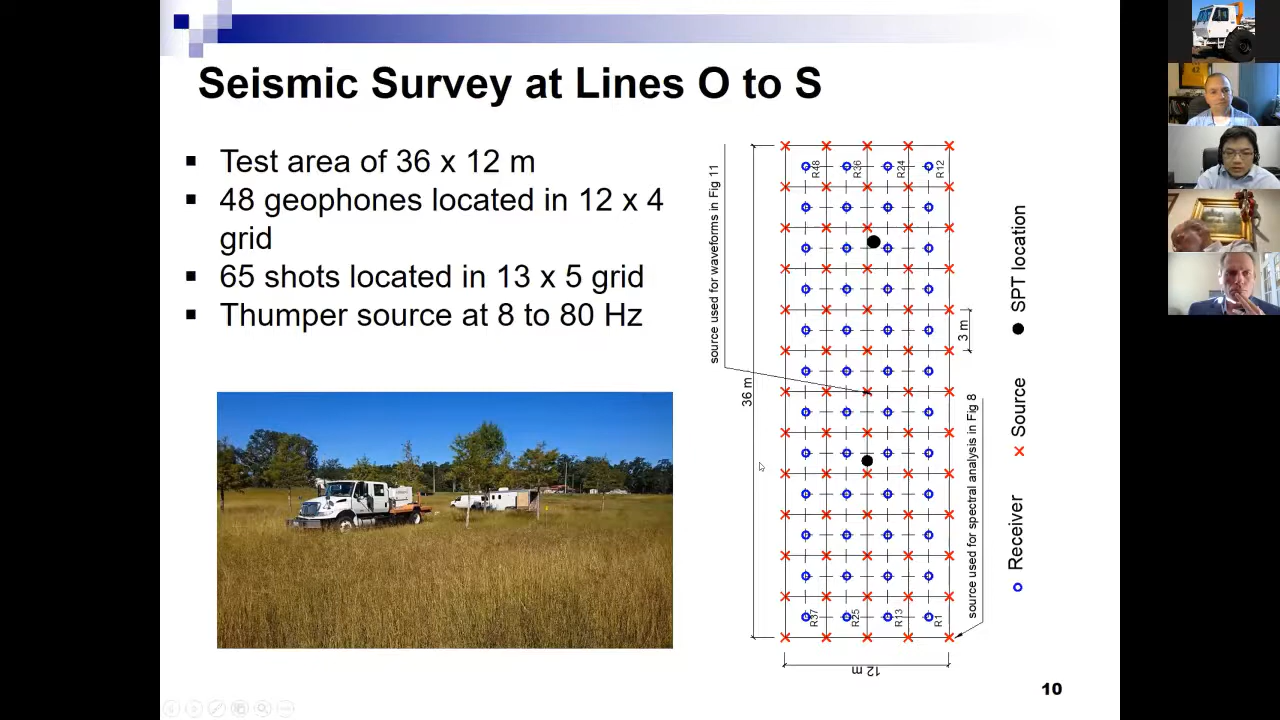 Seismic Survey at Lines O to S
Test area of 36 x 12 m
48 geophones located in 12 x 4
grid
65 shots located in 13 x 5 grid
Thumper source at 8 to 80 Hz
source used for waveforms in Fig 11
R48
R36
R24
R12
36 m
3 m
R37
R25
R13
R1
12 m
source used for spectral analysis in Fig 8
SPT location
Source
Receiver
10